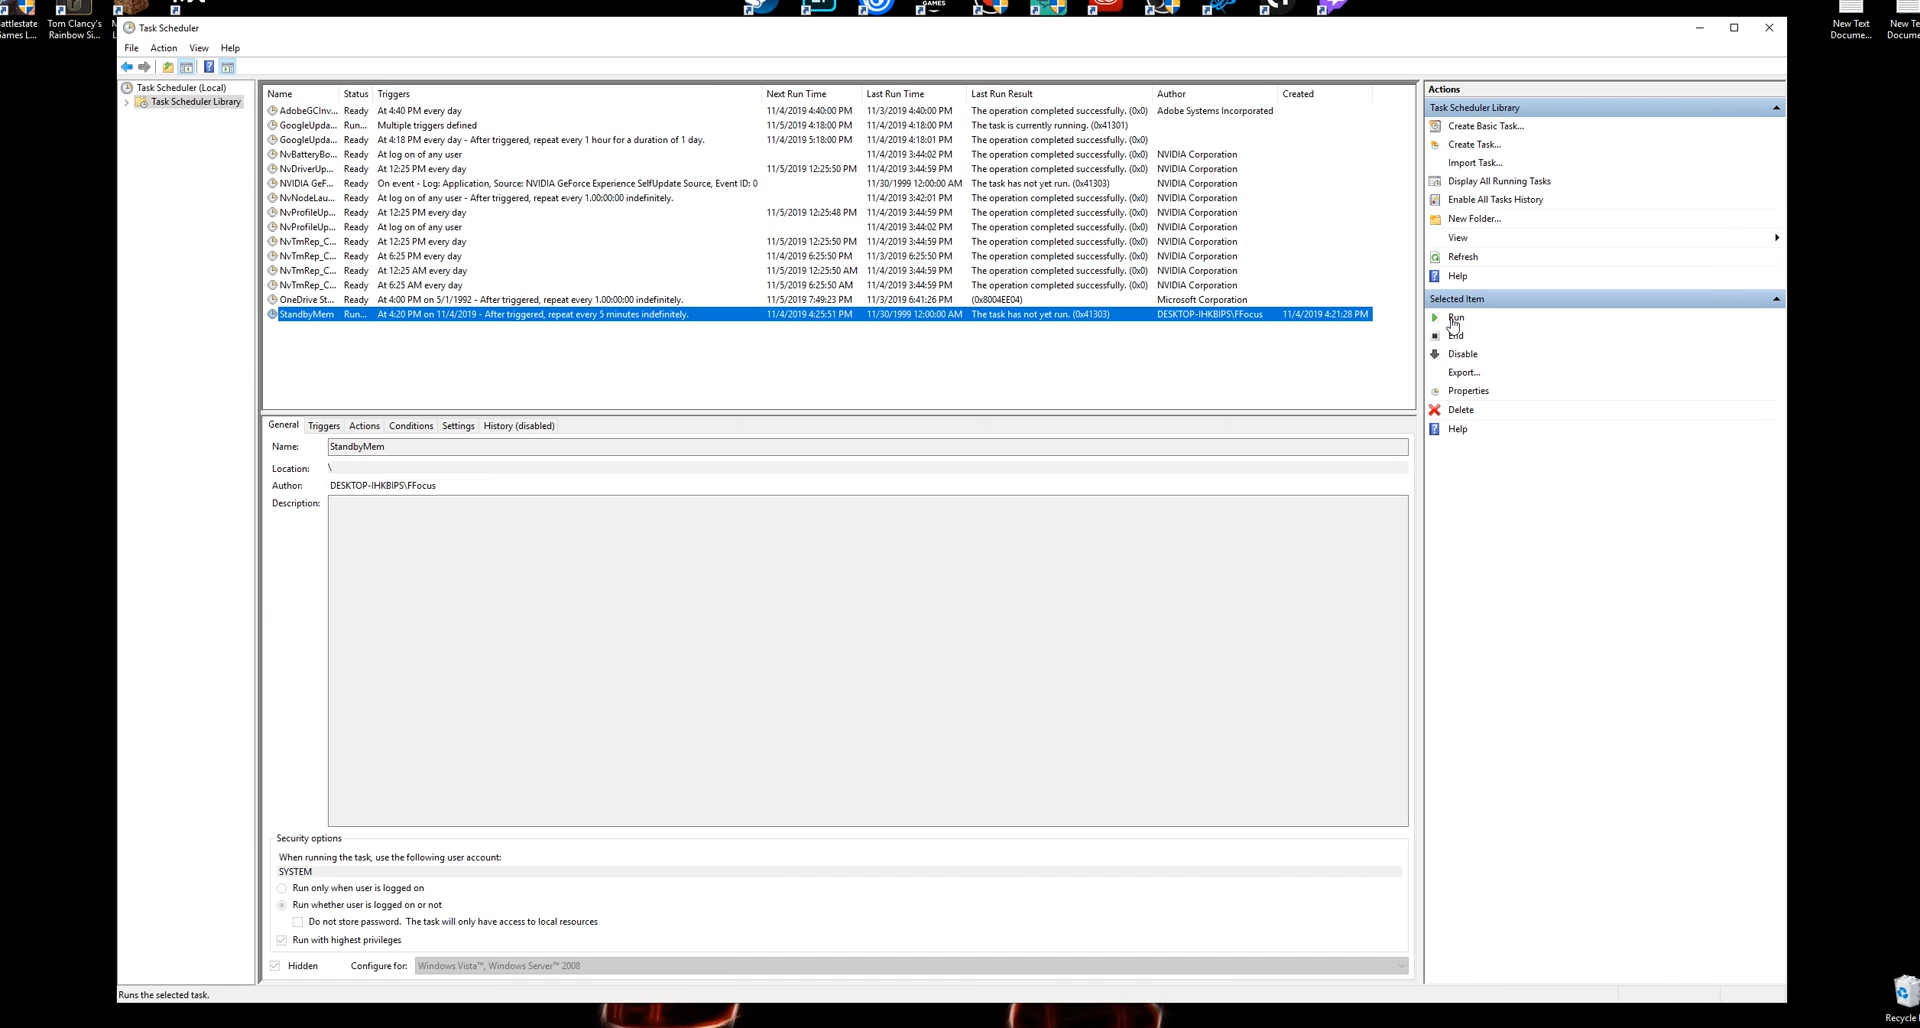 attlestate
ames L...
Tom Clancy's
Rainbow Si...
GAMES
New Text
Docume...
New Te
Docume
Task Scheduler
File Action View Help
Task Scheduler (Local)
Task Scheduler Library
Name Status Triggers Next Run Time Last Run Time Last Run Result Author Created
AdobeGCInv... Ready At 4:40 PM every day 11/4/2019 4:40:00 PM 11/3/2019 4:40:00 PM The operation completed successfully. (0x0) Adobe Systems Incorporated
GoogleUpda... Run... Multiple triggers defined 11/5/2019 4:18:00 PM 11/4/2019 4:18:00 PM The task is currently running. (0x41301)
GoogleUpda... Ready At 4:18 PM every day - After triggered, repeat every 1 hour for a duration of 1 day. 11/4/2019 5:18:00 PM 11/4/2019 4:18:01 PM The operation completed successfully. (0x0)
NvBatteryBo... Ready At log on of any user 11/4/2019 3:44:02 PM The operation completed successfully. (0x0) NVIDIA Corporation
NvDriverUp... Ready At 12:25 PM every day 11/5/2019 12:25:50 PM 11/4/2019 3:44:59 PM The operation completed successfully. (0x0) NVIDIA Corporation
NVIDIA GeF... Ready On event - Log: Application, Source: NVIDIA GeForce Experience SelfUpdate Source, Event ID: 0 11/30/1999 12:00:00 AM The task has not yet run. (0x41303) NVIDIA Corporation
NvNodeLau... Ready At log on of any user - After triggered, repeat every 1.00:00:00 indefinitely. 11/4/2019 3:42:01 PM The operation completed successfully. (0x0) NVIDIA Corporation
NvProfileUp... Ready At 12:25 PM every day 11/5/2019 12:25:48 PM 11/4/2019 3:44:59 PM The operation completed successfully. (0x0) NVIDIA Corporation
NvProfileUp... Ready At log on of any user 11/4/2019 3:44:02 PM The operation completed successfully. (0x0) NVIDIA Corporation
NvTmRep_C... Ready At 12:25 PM every day 11/5/2019 12:25:50 PM 11/4/2019 3:44:59 PM The operation completed successfully. (0x0) NVIDIA Corporation
NvTmRep_C... Ready At 6:25 PM every day 11/4/2019 6:25:50 PM 11/3/2019 6:25:50 PM The operation completed successfully. (0x0) NVIDIA Corporation
NvTmRep_C... Ready At 12:25 AM every day 11/5/2019 12:25:50 AM 11/4/2019 3:44:59 PM The operation completed successfully. (0x0) NVIDIA Corporation
NvTmRep_C... Ready At 6:25 AM every day 11/5/2019 6:25:50 AM 11/4/2019 3:44:59 PM The operation completed successfully. (0x0) NVIDIA Corporation
OneDrive St... Ready At 4:00 PM on 5/1/1992 - After triggered, repeat every 1.00:00:00 indefinitely. 11/5/2019 7:49:23 PM 11/3/2019 6:41:26 PM (0x8004EE04) Microsoft Corporation
StandbyMem Run... At 4:20 PM on 11/4/2019 - After triggered, repeat every 5 minutes indefinitely. 11/4/2019 4:25:51 PM 11/30/1999 12:00:00 AM The task has not yet run. (0x41303) DESKTOP-IHKBIPS\FFocus 11/4/2019 4:21:28 PM
General Triggers Actions Conditions Settings History (disabled)
Name: StandbyMem
Location: \
Author: DESKTOP-IHKBIPS\FFocus
Description:
Security options
When running the task, use the following user account:
SYSTEM
Run only when user is logged on
Run whether user is logged on or not
Do not store password. The task will only have access to local resources
Run with highest privileges
Hidden Configure for: Windows Vista™, Windows Server™ 2008
Actions
Task Scheduler Library
Create Basic Task...
Create Task...
Import Task...
Display All Running Tasks
Enable All Tasks History
New Folder...
View
Refresh
Help
Selected Item
Run
End
Disable
Export...
Properties
Delete
Help
Runs the selected task.
Recycle